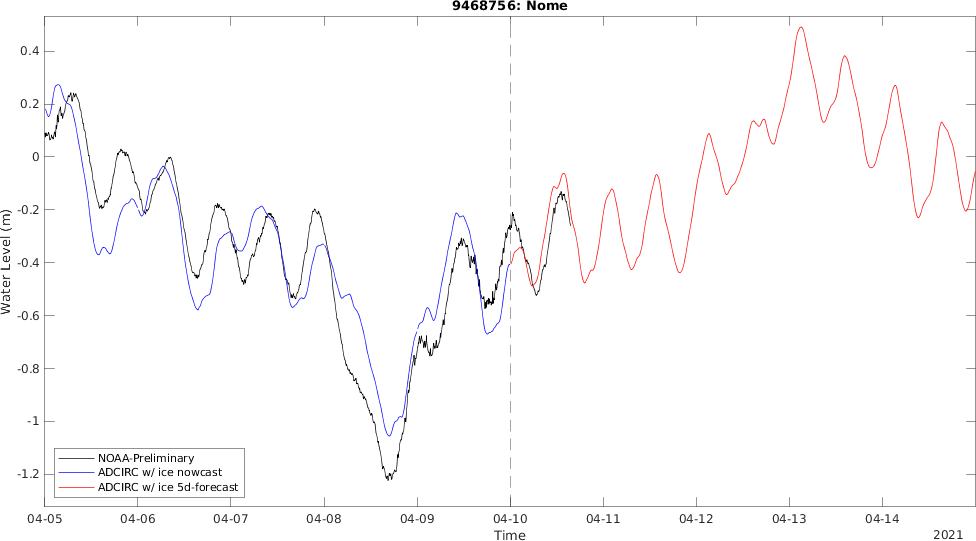 9468756: Nome
0.4
0.2
0
-0.2
-0.4
-0.6
-0.8
-1
-1.2
Water Level (m)
NOAA-Preliminary
ADCIRC w/ ice nowcast
ADCIRC w/ ice 5d-forecast
04-05 04-06 04-07 04-08 04-09 04-10 04-11 04-12 04-13 04-14
Time
2021